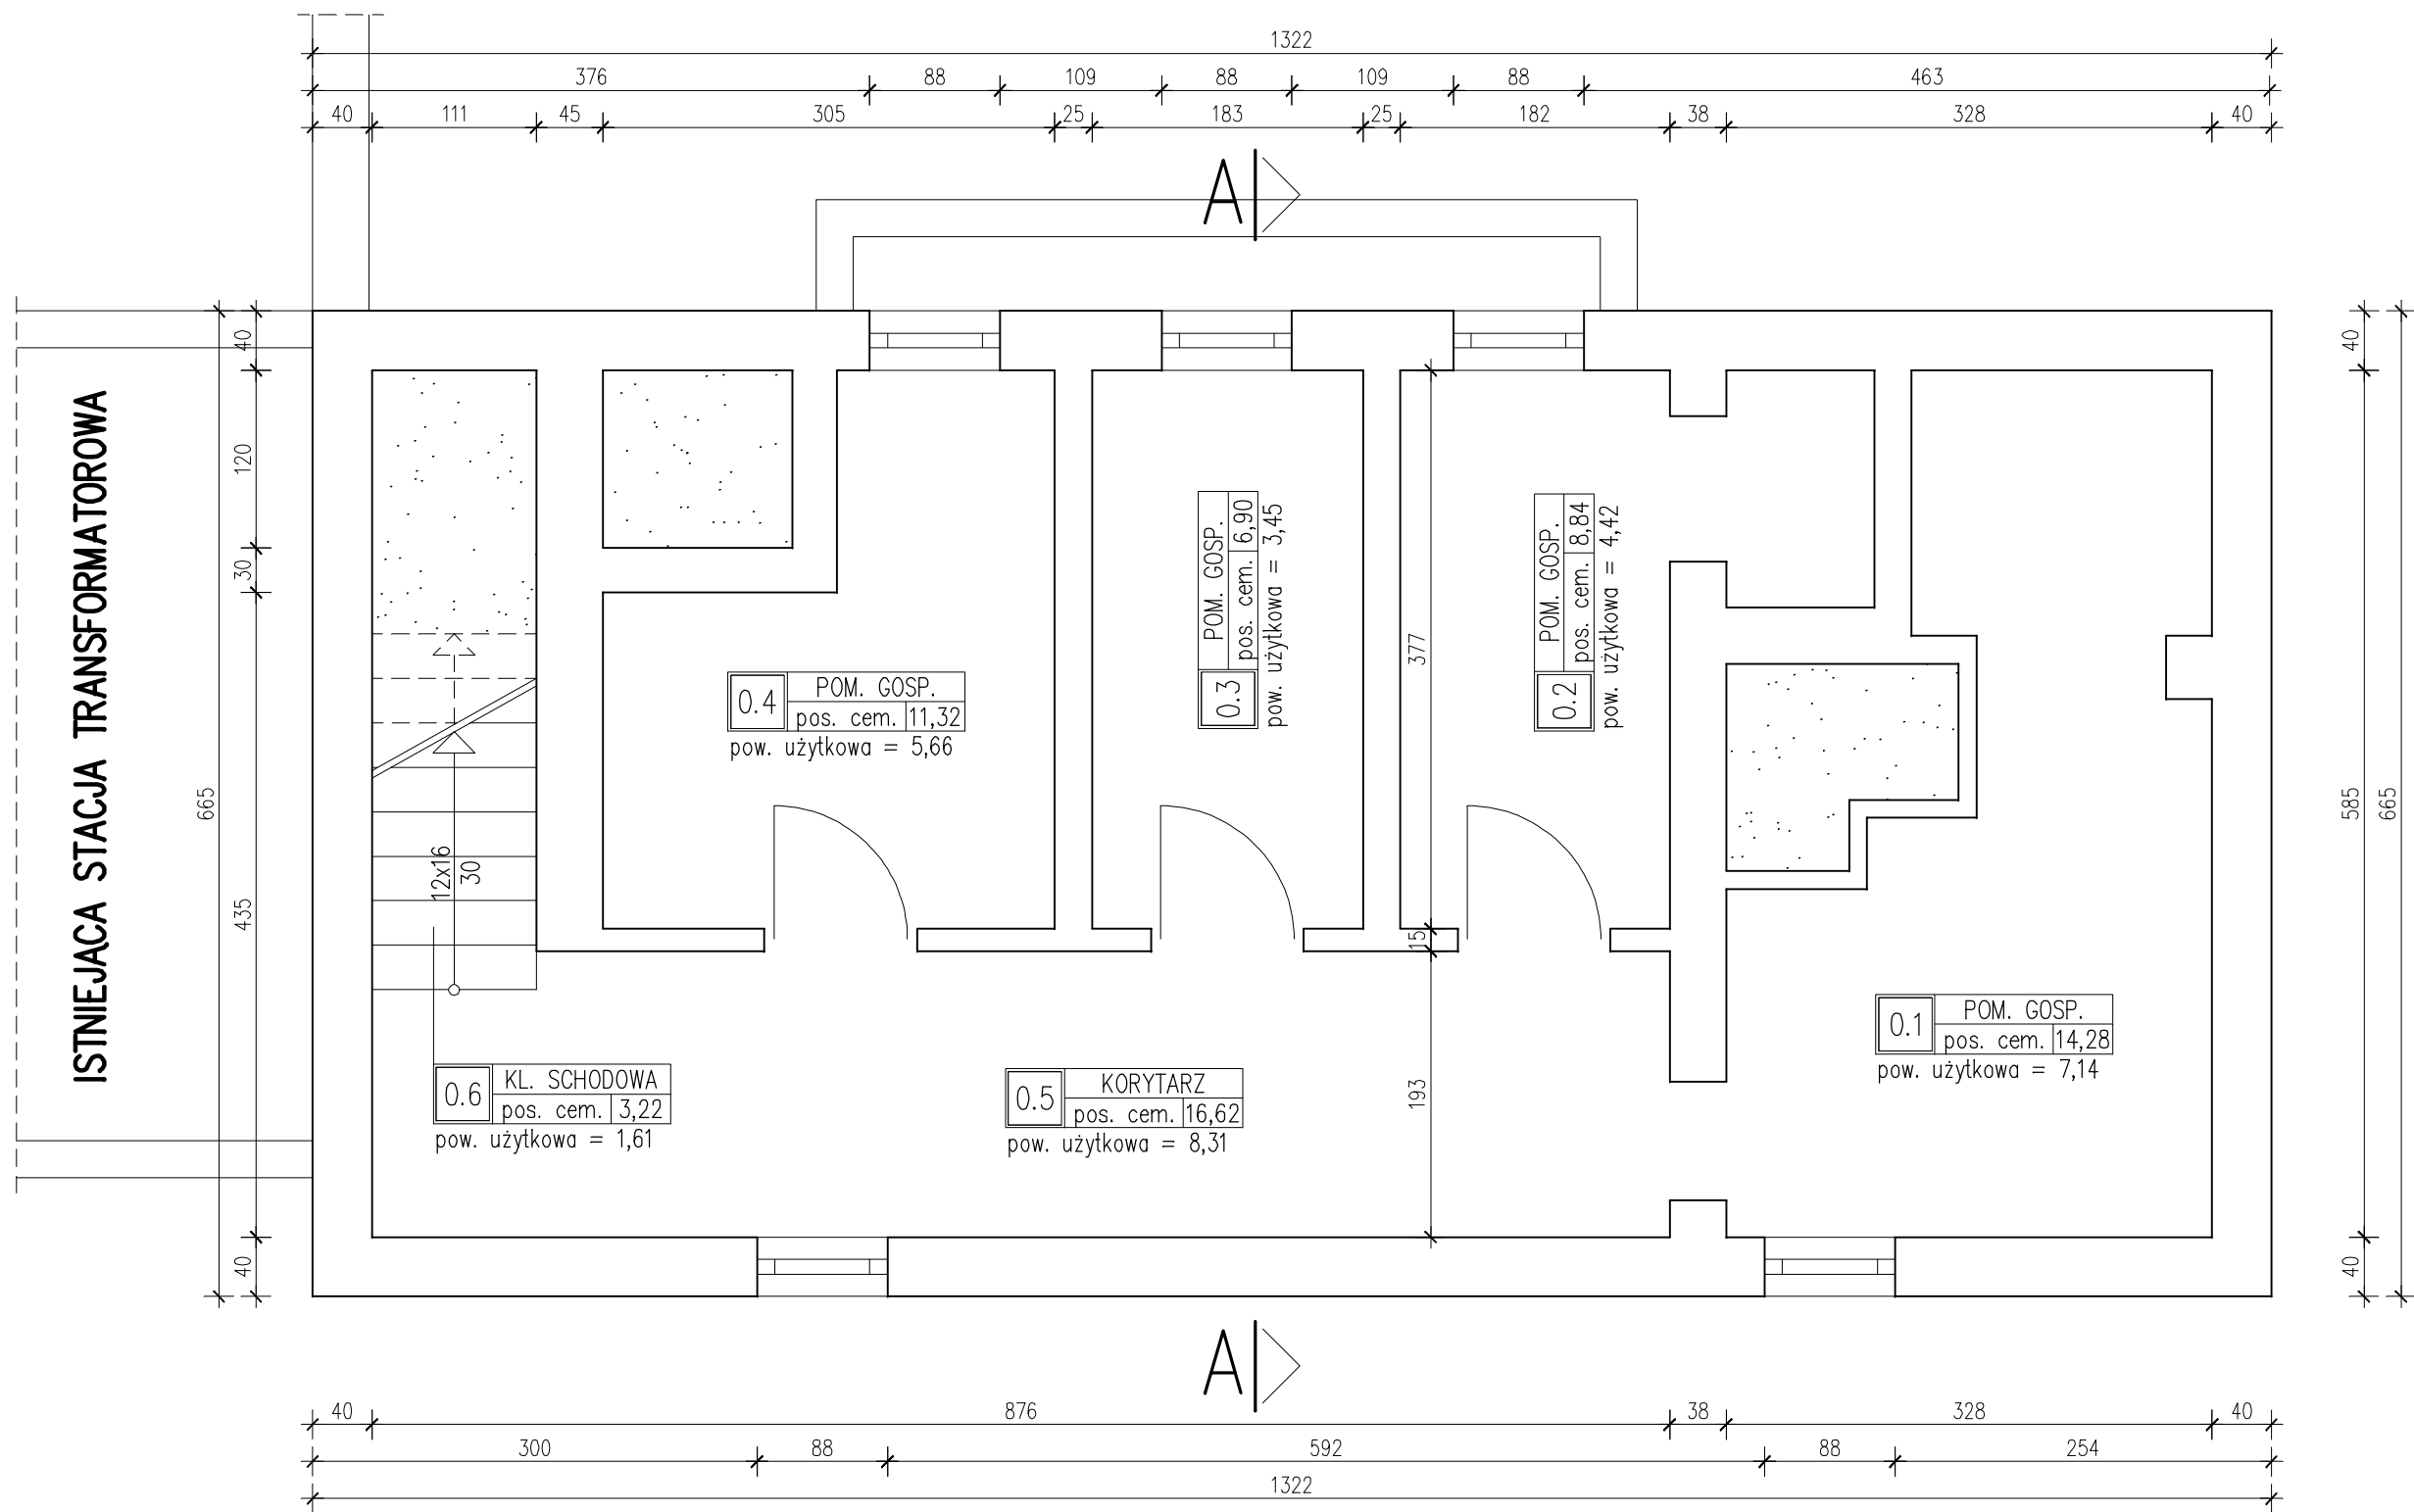 1322
376 88 109 88 109 88 463
40 111 45 305 25 183 25 182 38 328 40
A
ISTNIEJĄCA STACJA TRANSFORMATOROWA
665
40
120
30
435
40
12x16
30
0.4 POM. GOSP.
pos. cem. 11,32
pow. użytkowa = 5,66
0.3 POM. GOSP.
pos. cem. 6,90
pow. użytkowa = 3,45
0.2 POM. GOSP.
pos. cem. 8,84
pow. użytkowa = 4,42
377
15
193
0.6 KL. SCHODOWA
pos. cem. 3,22
pow. użytkowa = 1,61
0.5 KORYTARZ
pos. cem. 16,62
pow. użytkowa = 8,31
0.1 POM. GOSP.
pos. cem. 14,28
pow. użytkowa = 7,14
40
585
40
665
A
40 876 38 328 40
300 88 592 88 254
1322